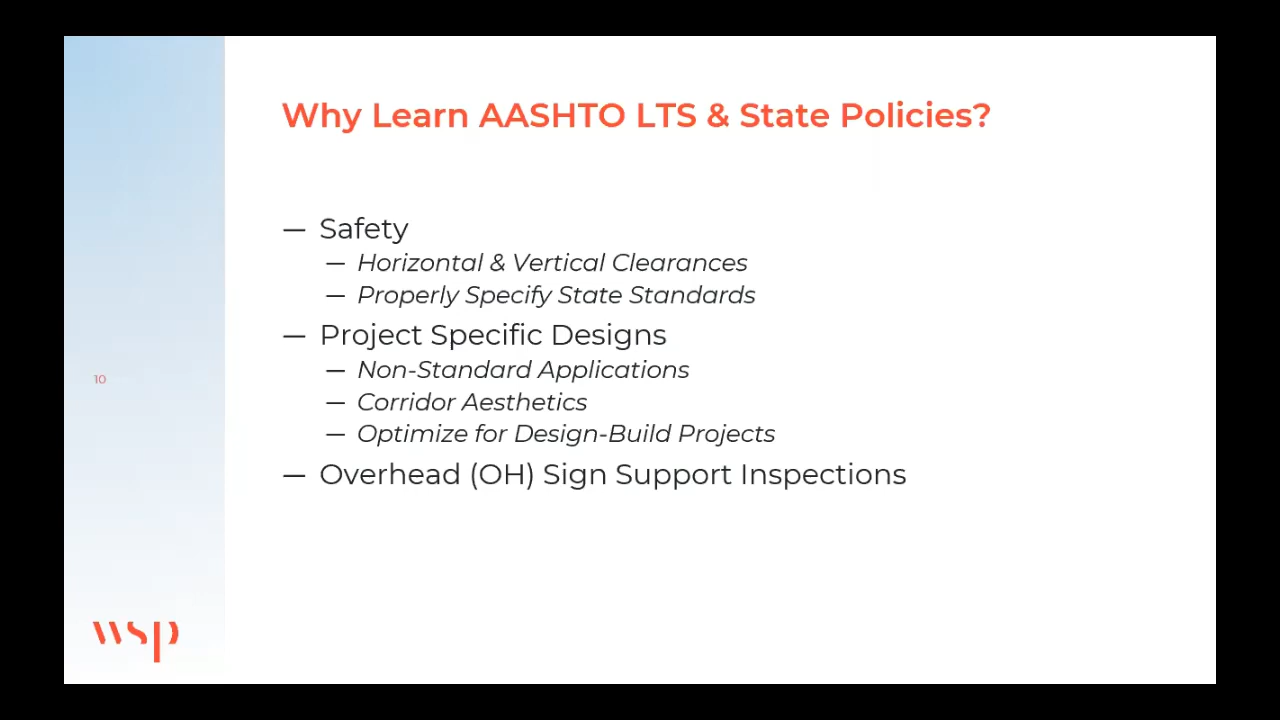 Why Learn AASHTO LTS & State Policies?
— Safety
— Horizontal & Vertical Clearances
— Properly Specify State Standards
— Project Specific Designs
— Non-Standard Applications
— Corridor Aesthetics
— Optimize for Design-Build Projects
— Overhead (OH) Sign Support Inspections
10
wsp